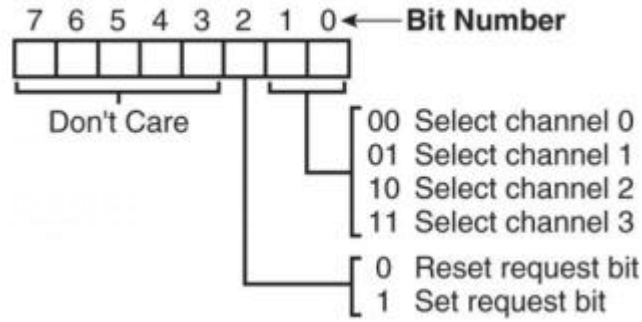 7 6 5 4 3 2 1 0 Bit Number
Don't Care
00 Select channel 0
01 Select channel 1
10 Select channel 2
11 Select channel 3
0 Reset request bit
1 Set request bit